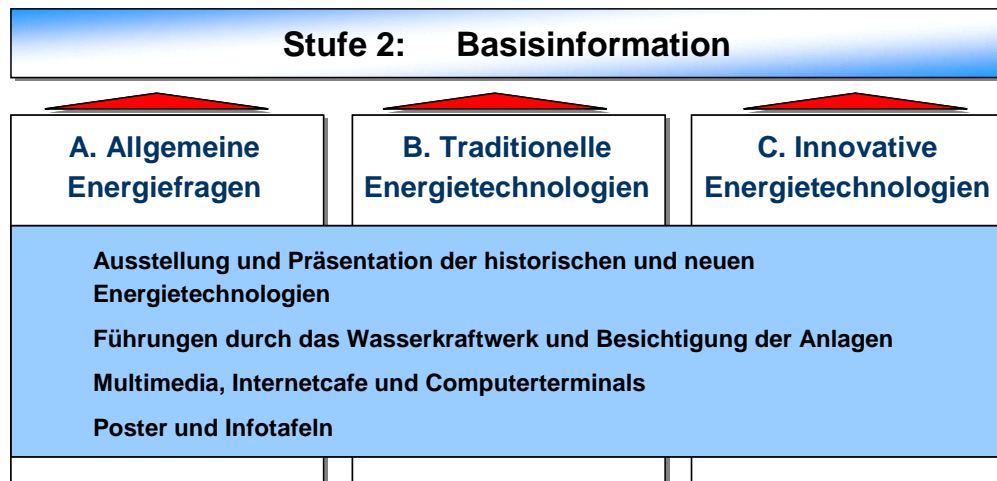 Stufe 2: Basisinformation
A. Allgemeine
Energiefragen
B. Traditionelle
Energietechnologien
C. Innovative
Energietechnologien
Ausstellung und Präsentation der historischen und neuen
Energietechnologien
Führungen durch das Wasserkraftwerk und Besichtigung der Anlagen
Multimedia, Internetcafe und Computerterminals
Poster und Infotafeln